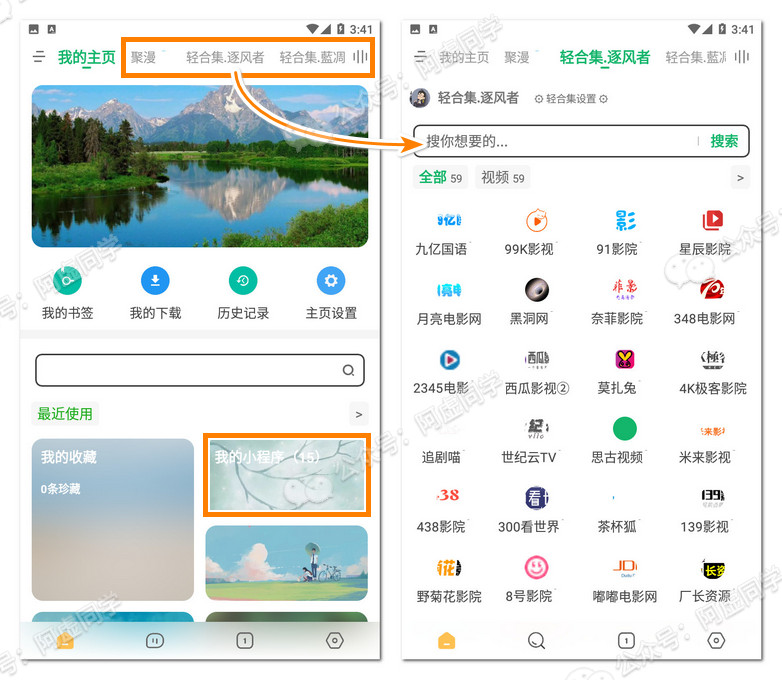 3:41
我的主页
聚漫
轻合集.逐风者
轻合集.藍凋
我的书签
我的下载
历史记录
主页设置
最近使用
>
我的收藏
0条珍藏
我的小程序（15）
1
3:41
我的主页
聚漫
轻合集.逐风者
轻合集.藍凋
轻合集.逐风者
轻合集设置
搜你想要的...
搜索
全部 59
视频 59
>
九亿国语
99K影视
91影院
星辰影院
月亮电影网
黑洞网
奈菲影院
348电影网
2345电影
西瓜影视②
莫扎兔
4K极客影院
追剧喵
世纪云TV
思古视频
米来影视
438影院
300看世界
茶杯狐
139影视
野菊花影院
8号影院
嘟嘟电影网
厂长资源
1
公众号：阿虚同学